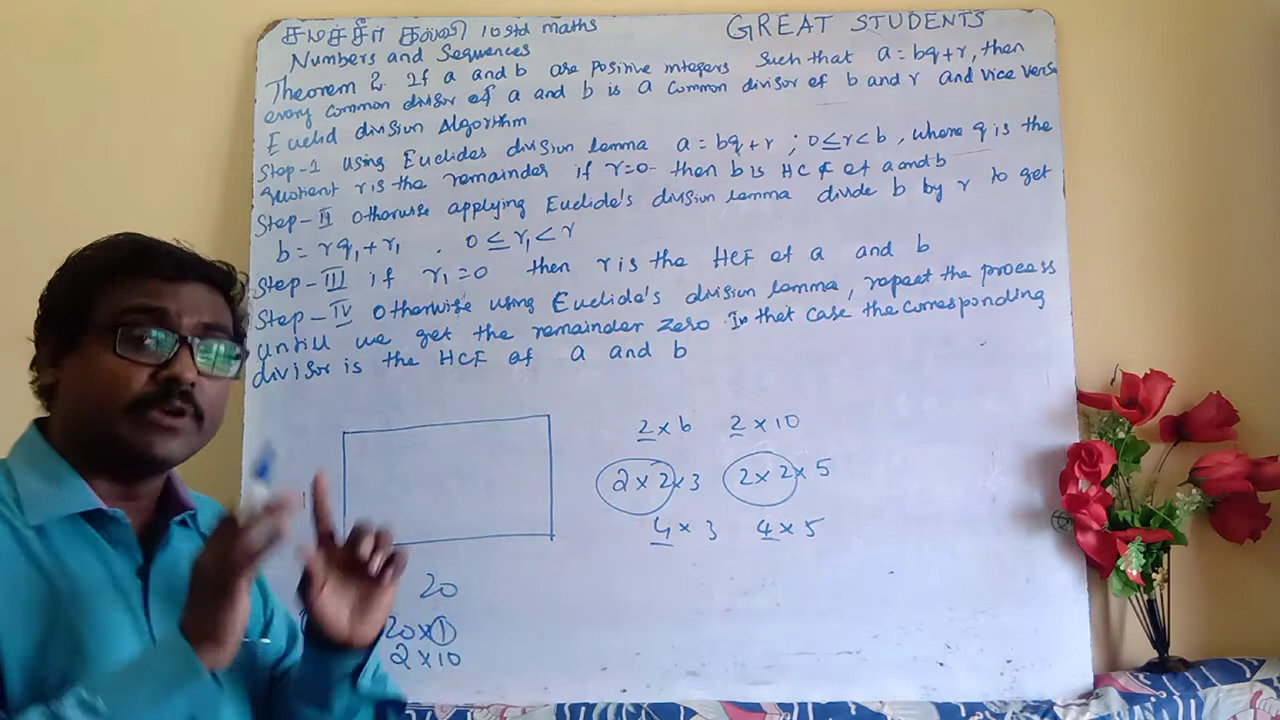 சமச்சீர் கல்வி 10 std maths
GREAT STUDENTS
Numbers and Sequences
Theorem 2. If a and b are positive integers such that a = bq + r, then
every common divisor of a and b is a common divisor of b and r and vice versa
Euclid division Algorithm
Step-1 using Euclides division lemma a = bq + r ; 0 ≤ r < b , where q is the
quotient r is the remainder if r=0 then b is HCF of a and b
Step-II Otherwise applying Euclide's division lemma divide b by r to get
b = rq₁ + r₁ . 0 ≤ r₁ < r
Step-III if r₁ = 0 then r is the HCF of a and b
Step-IV Otherwise using Euclide's division lemma, repeat the process
untill we get the remainder zero. In that case the corresponding
divisor is the HCF of a and b
2 × 6 2 × 10
2 × 2 × 3 2 × 2 × 5
4 × 3 4 × 5
20
20 × 1
2 × 10